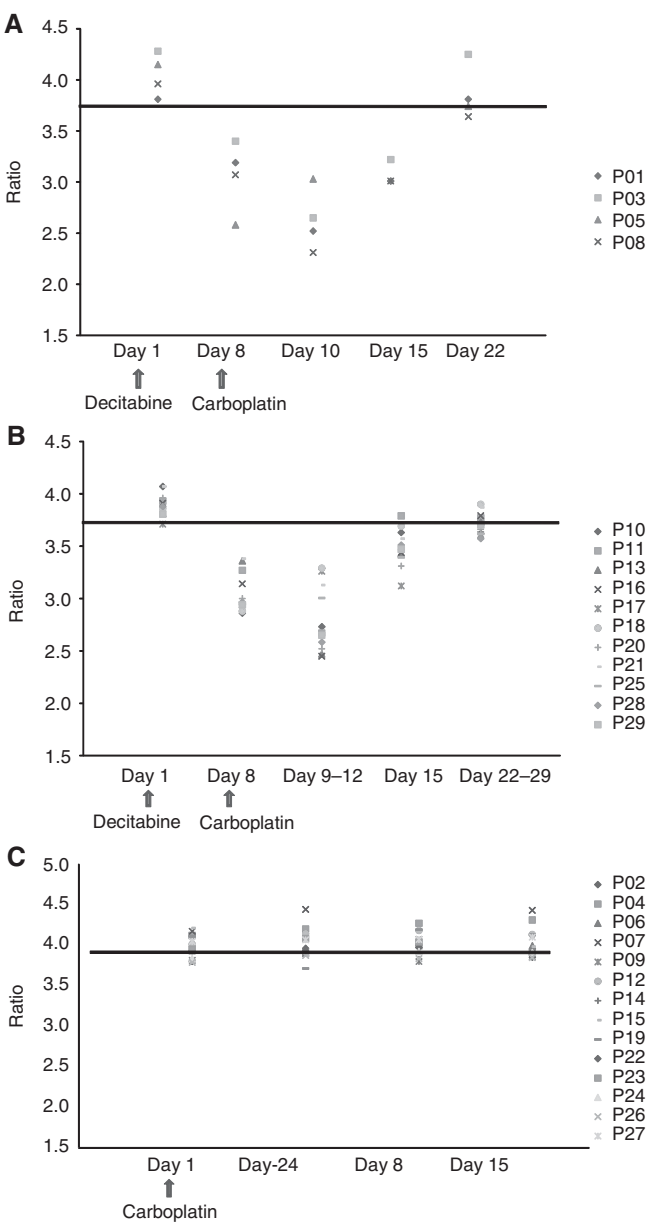 A
4.5
4.0
3.5
3.0
2.5
2.0
1.5
Ratio
Day 1 Day 8 Day 10 Day 15 Day 22
Decitabine Carboplatin
P01
P03
P05
P08
B
4.5
4.0
3.5
3.0
2.5
2.0
1.5
Ratio
Day 1 Day 8 Day 9–12 Day 15 Day 22–29
Decitabine Carboplatin
P10
P11
P13
P16
P17
P18
P20
P21
P25
P28
P29
C
5.0
4.5
4.0
3.5
3.0
2.5
2.0
1.5
Ratio
Day 1 Day-24 Day 8 Day 15
Carboplatin
P02
P04
P06
P07
P09
P12
P14
P15
P19
P22
P23
P24
P26
P27